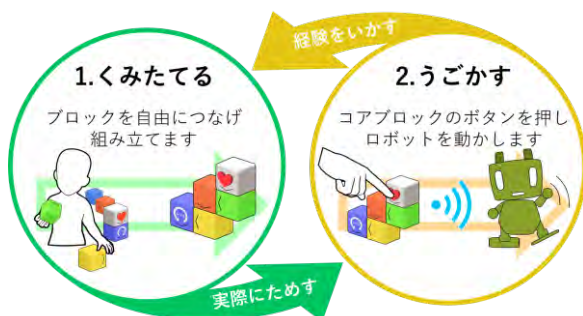 経験をいかす
1.くみたてる
ブロックを自由につなげ
組み立てます
2.うごかす
コアブロックのボタンを押し
ロボットを動かします
実際にためす